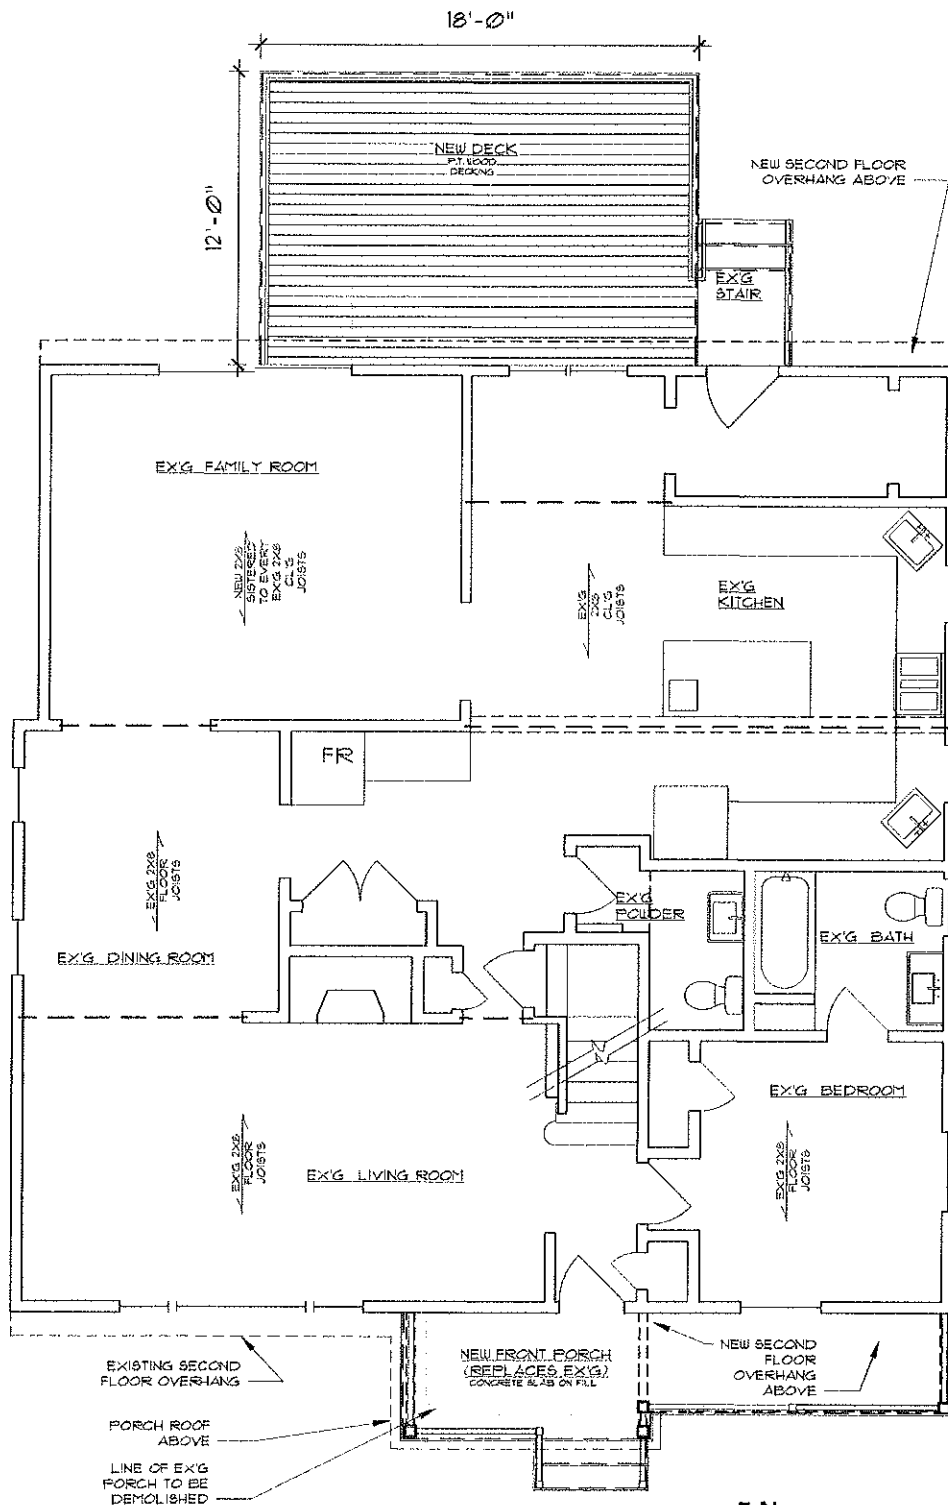 18'-0"
12'-0"
NEW DECK
P.T. WOOD
DECKING
NEW SECOND FLOOR
OVERHANG ABOVE
EX'G
STAIR
EX'G FAMILY ROOM
NEW 2X8
SISTERED
TO EVERY
EX'G 2X8
CL'G
JOISTS
EX'G
2X8
CL'G
JOISTS
EX'G
KITCHEN
FR
EX'G 2X8
FLOOR
JOISTS
EX'G DINING ROOM
EX'G
POWDER
EX'G BATH
EX'G BEDROOM
EX'G 2X8
FLOOR
JOISTS
EX'G LIVING ROOM
EX'G 2X8
FLOOR
JOISTS
EXISTING SECOND
FLOOR OVERHANG
NEW FRONT PORCH
(REPLACES EX'G)
CONCRETE SLAB ON FILL
NEW SECOND
FLOOR
OVERHANG
ABOVE
PORCH ROOF
ABOVE
LINE OF EX'G
PORCH TO BE
DEMOLISHED